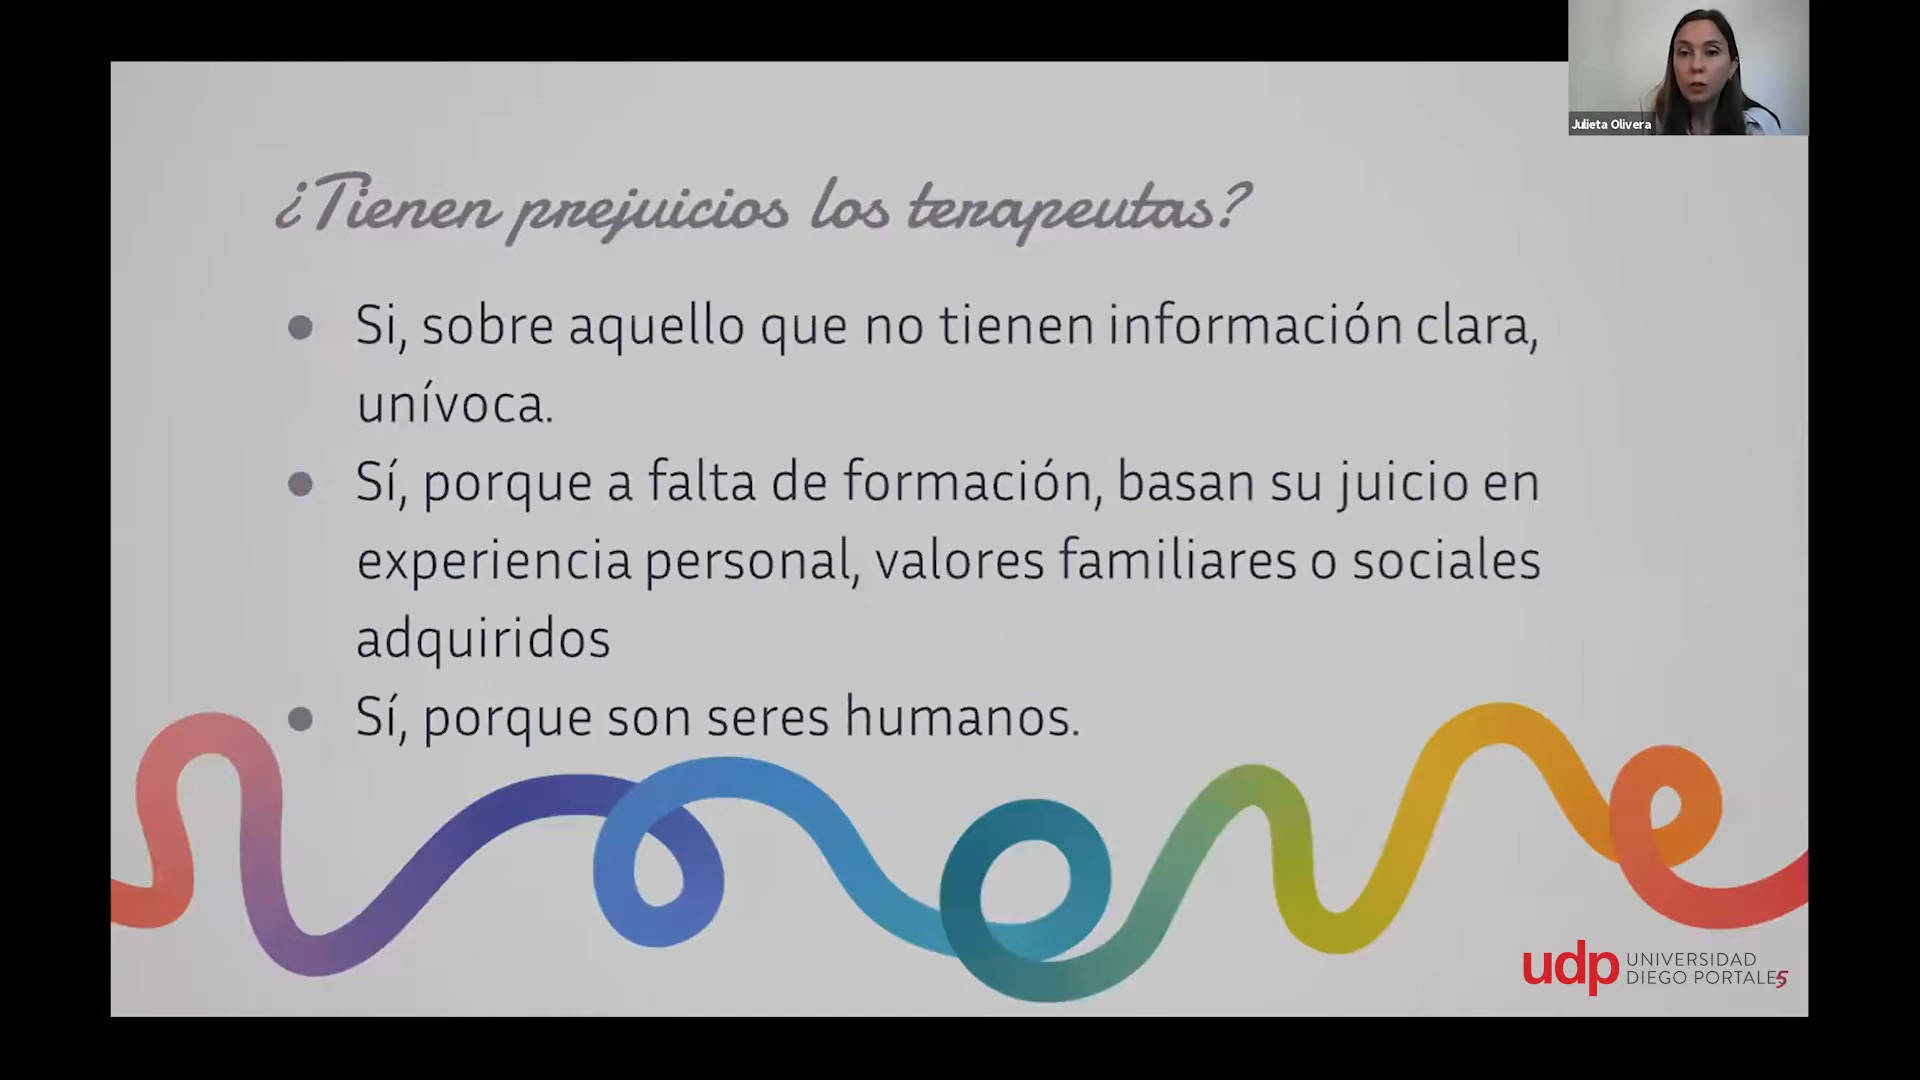 Julieta Olivera
¿Tienen prejuicios los terapeutas?
● Si, sobre aquello que no tienen información clara,
unívoca.
● Sí, porque a falta de formación, basan su juicio en
experiencia personal, valores familiares o sociales
adquiridos
● Sí, porque son seres humanos.
udp UNIVERSIDAD
DIEGO PORTALES
5